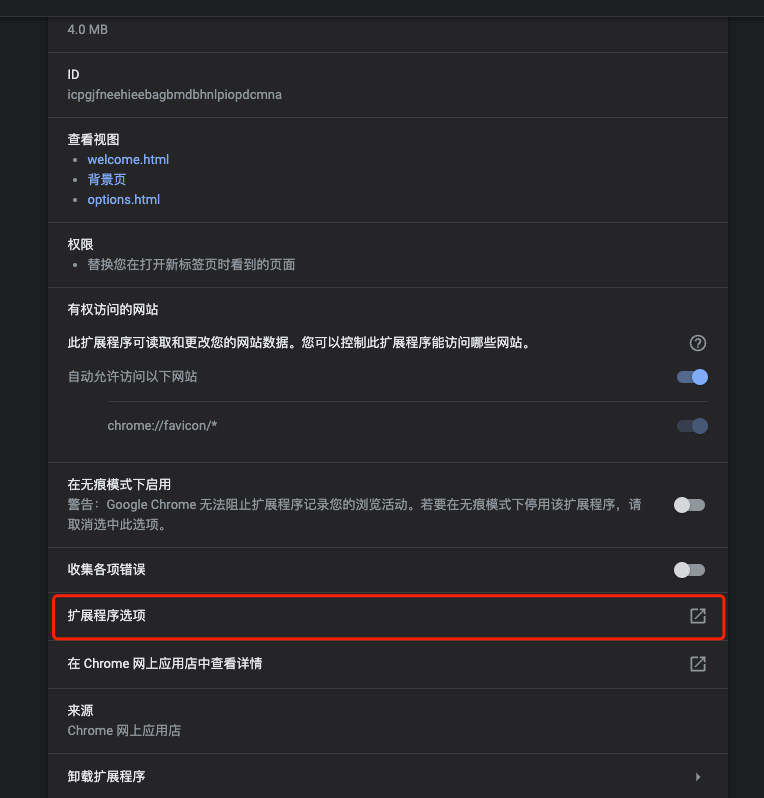 4.0 MB
ID
icpgjfneehieebagbmdbhnlpiopdcmna
查看视图
welcome.html
背景页
options.html
权限
替换您在打开新标签页时看到的页面
有权访问的网站
此扩展程序可读取和更改您的网站数据。您可以控制此扩展程序能访问哪些网站。
自动允许访问以下网站
chrome://favicon/*
在无痕模式下启用
警告：Google Chrome 无法阻止扩展程序记录您的浏览活动。若要在无痕模式下停用该扩展程序，请
取消选中此选项。
收集各项错误
扩展程序选项
在 Chrome 网上应用店中查看详情
来源
Chrome 网上应用店
卸载扩展程序